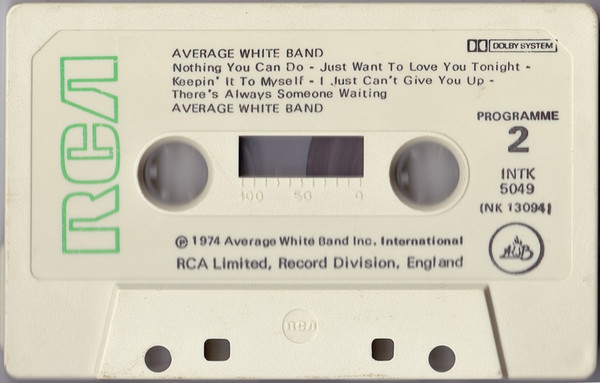 RCA
DOLBY SYSTEM
AVERAGE WHITE BAND
Nothing You Can Do - Just Want To Love You Tonight -
Keepin' It To Myself - I Just Can't Give You Up -
There's Always Someone Waiting
AVERAGE WHITE BAND
PROGRAMME
2
INTK
5049
(NK 13094)
100 50 0
℗ 1974 Average White Band Inc. International
RCA Limited, Record Division, England
AWB
RCA